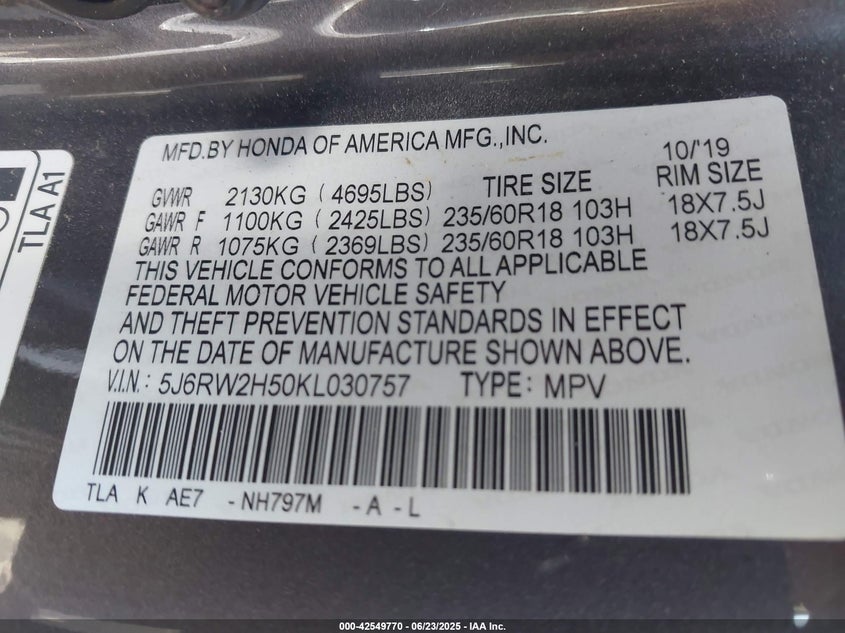 MFD.BY HONDA OF AMERICA MFG.,INC.
10/'19
GVWR 2130KG (4695LBS) TIRE SIZE RIM SIZE
GAWR F 1100KG (2425LBS) 235/60R18 103H 18X7.5J
GAWR R 1075KG (2369LBS) 235/60R18 103H 18X7.5J
THIS VEHICLE CONFORMS TO ALL APPLICABLE
FEDERAL MOTOR VEHICLE SAFETY
AND THEFT PREVENTION STANDARDS IN EFFECT
ON THE DATE OF MANUFACTURE SHOWN ABOVE.
V.I.N.: 5J6RW2H50KL030757 TYPE: MPV
TLA K AE7 -NH797M -A -L
TLA A1
000-42549770 - 06/23/2025 - IAA Inc.